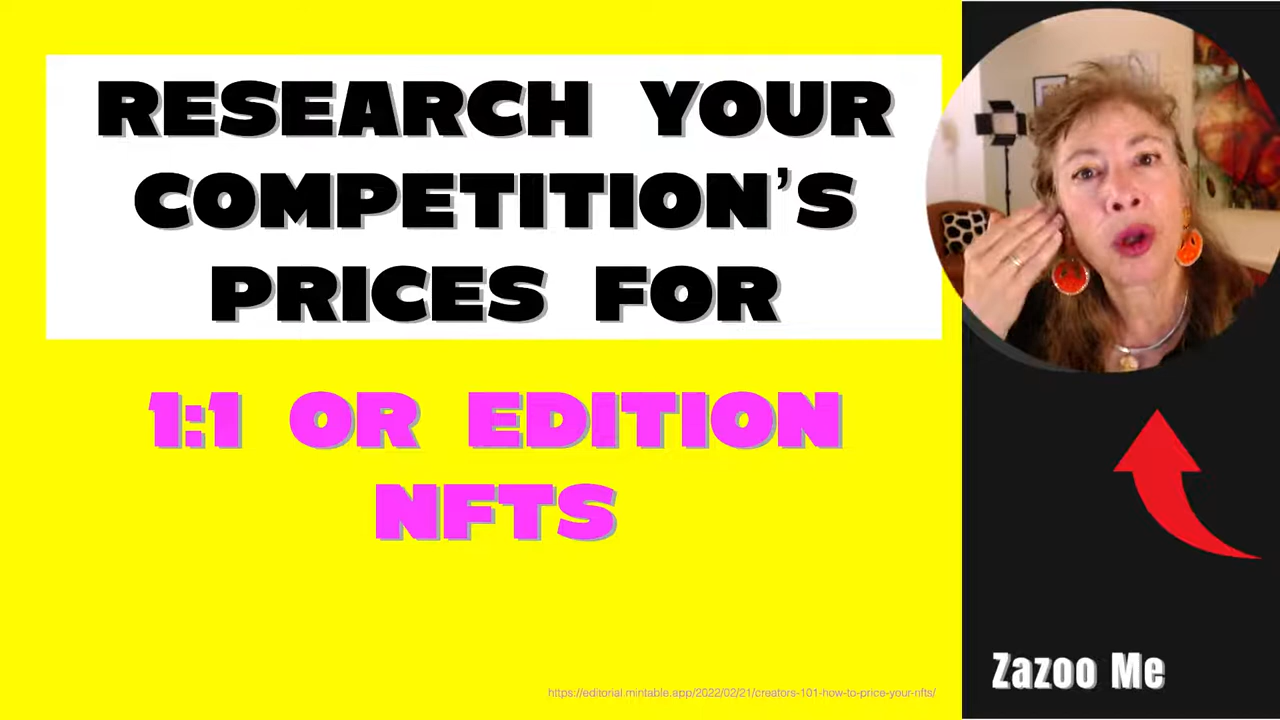 RESEARCH YOUR
COMPETITION'S
PRICES FOR
1:1 OR EDITION
NFTS
https://editorial.mintable.app/2022/02/21/creators-101-how-to-price-your-nfts/
Zazoo Me